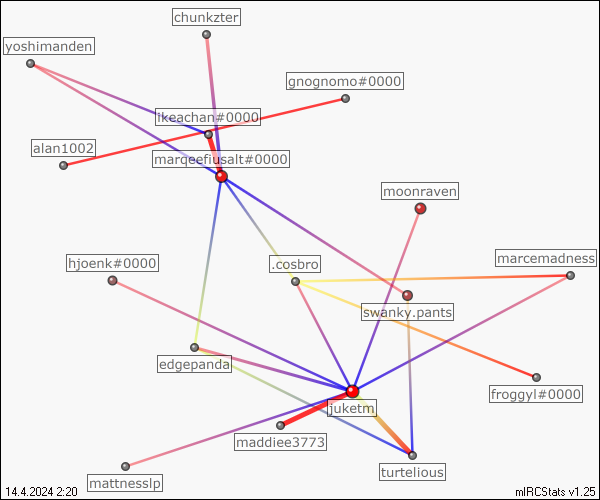 chunkzter
yoshimanden
gnognomo#0000
ikeachan#0000
alan1002
marqeefiusalt#0000
moonraven
marcemadness
hjoenk#0000
.cosbro
swanky.pants
edgepanda
froggyl#0000
juketm
maddiee3773
turtelious
mattnesslp
14.4.2024 2:20
mIRCStats v1.25